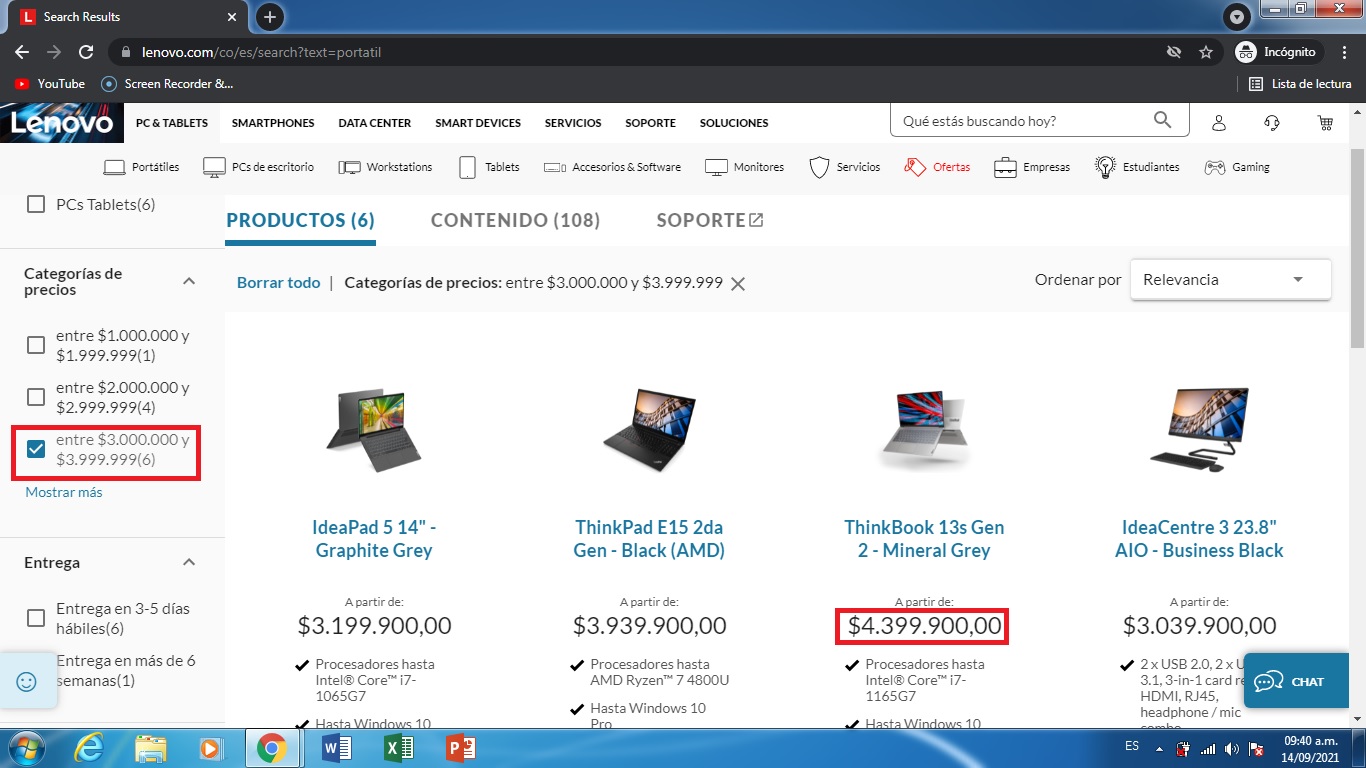 Search Results
lenovo.com/co/es/search?text=portatil
Incógnito
YouTube
Screen Recorder &...
Lista de lectura
Lenovo
PC & TABLETS
SMARTPHONES
DATA CENTER
SMART DEVICES
SERVICIOS
SOPORTE
SOLUCIONES
Qué estás buscando hoy?
Portátiles
PCs de escritorio
Workstations
Tablets
Accesorios & Software
Monitores
Servicios
Ofertas
Empresas
Estudiantes
Gaming
PCs Tablets(6)
Categorías de
precios
entre $1.000.000 y
$1.999.999(1)
entre $2.000.000 y
$2.999.999(4)
entre $3.000.000 y
$3.999.999(6)
Mostrar más
Entrega
Entrega en 3-5 días
hábiles(6)
Entrega en más de 6
semanas(1)
PRODUCTOS (6)
CONTENIDO (108)
SOPORTE
Borrar todo | Categorías de precios: entre $3.000.000 y $3.999.999
Ordenar por
Relevancia
IdeaPad 5 14" -
Graphite Grey
A partir de:
$3.199.900,00
Procesadores hasta
Intel® Core™ i7-
1065G7
Hasta Windows 10
ThinkPad E15 2da
Gen - Black (AMD)
A partir de:
$3.939.900,00
Procesadores hasta
AMD Ryzen™ 7 4800U
Hasta Windows 10
Pro
ThinkBook 13s Gen
2 - Mineral Grey
A partir de:
$4.399.900,00
Procesadores hasta
Intel® Core™ i7-
1165G7
Hasta Windows 10
IdeaCentre 3 23.8"
AIO - Business Black
A partir de:
$3.039.900,00
2 x USB 2.0, 2 x U
3.1, 3-in-1 card re
HDMI, RJ45,
headphone / mic
combo
CHAT
ES
09:40 a.m.
14/09/2021